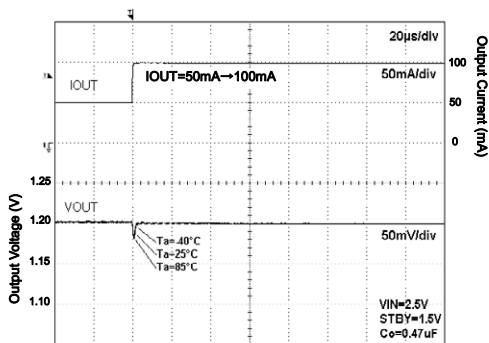 20µs/div
IOUT=50mA→100mA
50mA/div
IOUT
100
50
0
Output Current (mA)
1.25
VOUT
1.20
50mV/div
Ta=-40°C
Ta=25°C
Ta=85°C
1.15
1.10
Output Voltage (V)
VIN=2.5V
STBY=1.5V
Co=0.47uF